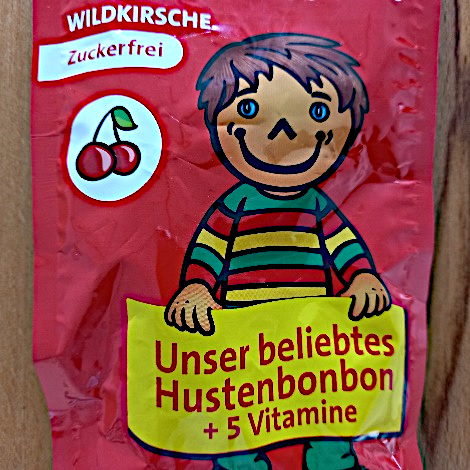 WILDKIRSCHE
Zuckerfrei
Unser beliebtes
Hustenbonbon
+ 5 Vitamine